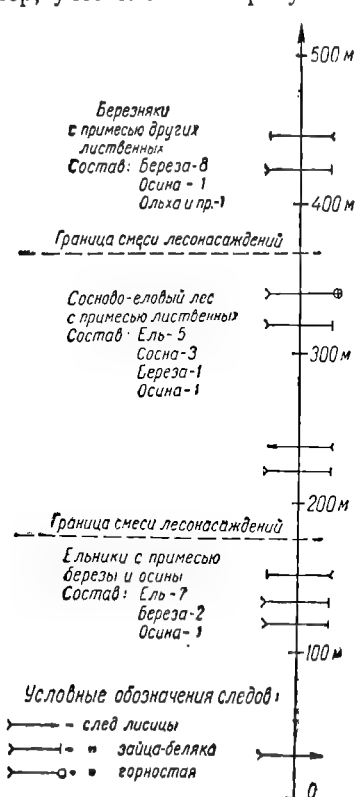 500 м
Березняки
с примесью других
лиственных
Состав: Береза-8
Осина-1
Ольха и пр.-1
400 м
Граница смеси лесонасаждений
Сосново-еловый лес
с примесью лиственных
Состав: Ель-5
Сосна-3
Береза-1
Осина-1
300 м
200 м
Граница смеси лесонасаждений
Ельники с примесью
березы и осины
Состав: Ель-7
Береза-2
Осина-1
100 м
Условные обозначения следов:
- след лисицы
- " зайца-беляка
- " горностая
0